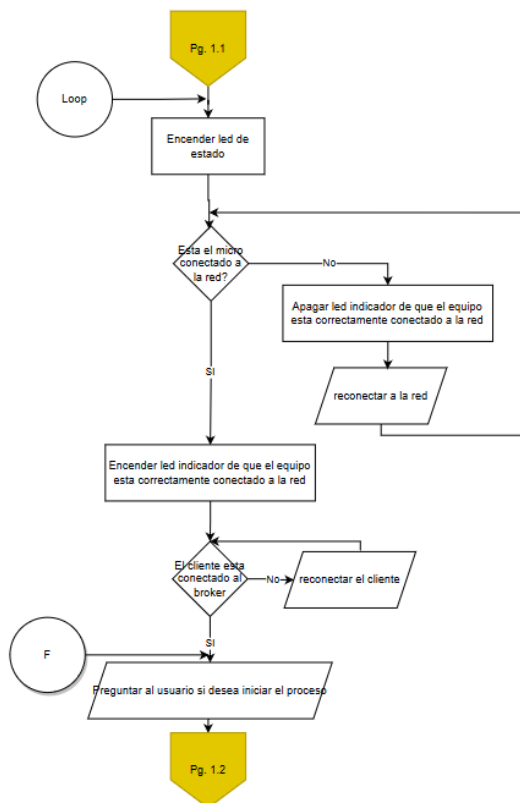 Pg. 1.1
Loop
Encender led de
estado
Esta el micro
conectado a
la red?
No
Apagar led indicador de que el equipo
esta correctamente conectado a la red
reconectar a la red
SI
Encender led indicador de que el equipo
esta correctamente conectado a la red
El cliente esta
conectado al
broker
No
reconectar el cliente
SI
F
Preguntar al usuario si desea iniciar el proceso
Pg. 1.2